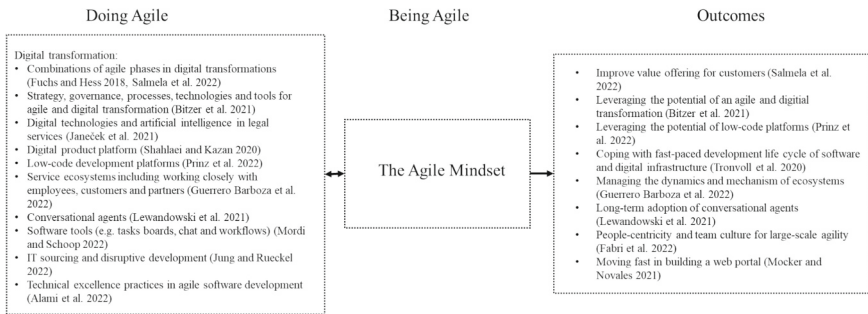 Doing Agile
Being Agile
Outcomes
Digital transformation:
• Combinations of agile phases in digital transformations
(Fuchs and Hess 2018, Salmela et al. 2022)
• Strategy, governance, processes, technologies and tools for
agile and digital transformation (Bitzer et al. 2021)
• Digital technologies and artificial intelligence in legal
services (Janeček et al. 2021)
• Digital product platform (Shahlaei and Kazan 2020)
• Low-code development platforms (Prinz et al. 2022)
• Service ecosystems including working closely with
employees, customers and partners (Guerrero Barboza et al.
2022)
• Conversational agents (Lewandowski et al. 2021)
• Software tools (e.g. tasks boards, chat and workflows) (Mordi
and Schoop 2022)
• IT sourcing and disruptive development (Jung and Rueckel
2022)
• Technical excellence practices in agile software development
(Alami et al. 2022)
The Agile Mindset
• Improve value offering for customers (Salmela et al.
2022)
• Leveraging the potential of an agile and digitial
transformation (Bitzer et al. 2021)
• Leveraging the potential of low-code platforms (Prinz et
al. 2022)
• Coping with fast-paced development life cycle of software
and digital infrastructure (Tronvoll et al. 2020)
• Managing the dynamics and mechanism of ecosystems
(Guerrero Barboza et al. 2022)
• Long-term adoption of conversational agents
(Lewandowski et al. 2021)
• People-centricity and team culture for large-scale agility
(Fabri et al. 2022)
• Moving fast in building a web portal (Mocker and
Novales 2021)